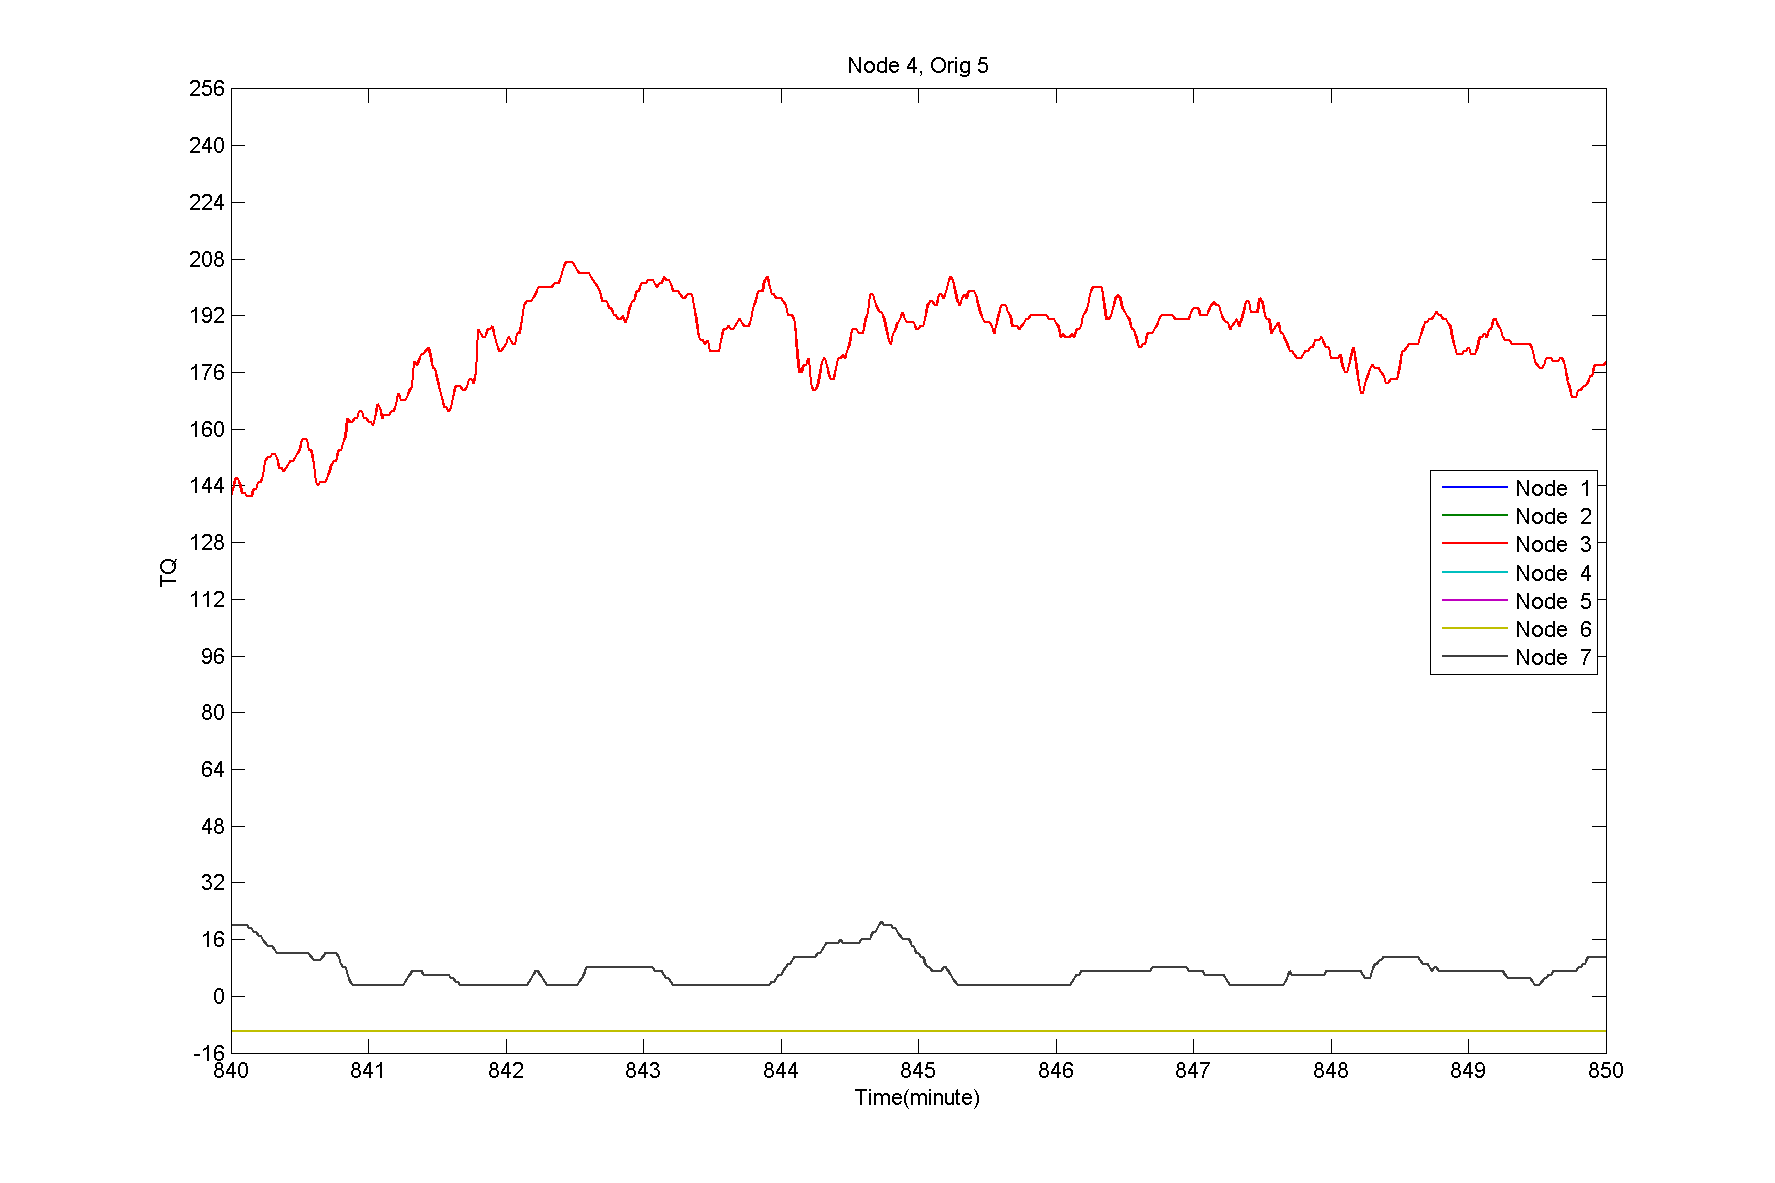 Node 4, Orig 5
256
240
224
208
192
176
160
144
128
112
96
80
64
48
32
16
0
-16
TQ
Node 1
Node 2
Node 3
Node 4
Node 5
Node 6
Node 7
840 841 842 843 844 845 846 847 848 849 850
Time(minute)